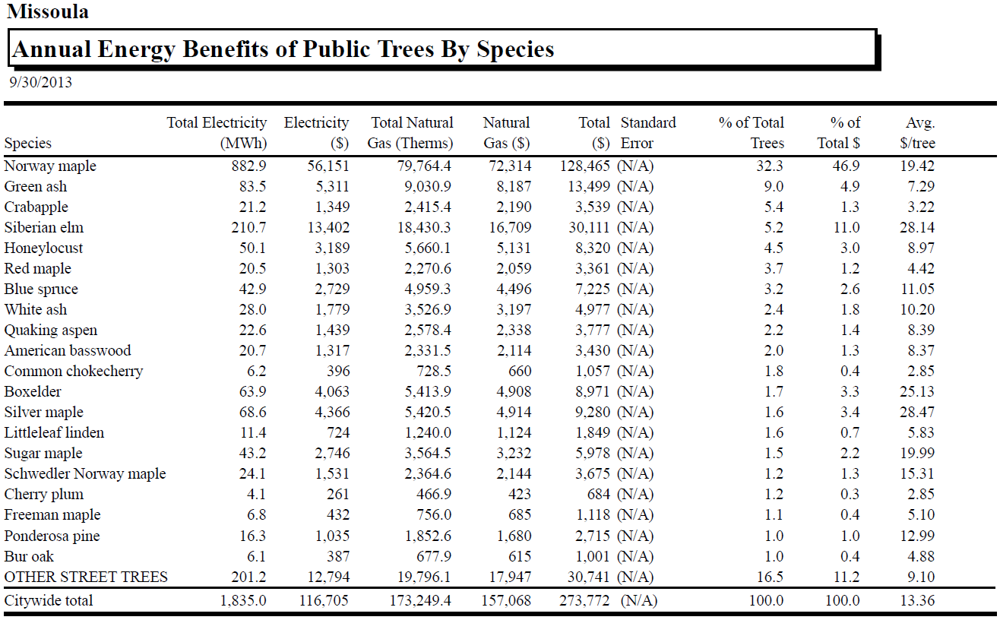 Missoula
Annual Energy Benefits of Public Trees By Species
9/30/2013
Total Electricity Electricity Total Natural Natural Total Standard % of Total % of Avg.
Species (MWh) ($) Gas (Therms) Gas ($) ($) Error Trees Total $ $/tree
Norway maple 882.9 56,151 79,764.4 72,314 128,465 (N/A) 32.3 46.9 19.42
Green ash 83.5 5,311 9,030.9 8,187 13,499 (N/A) 9.0 4.9 7.29
Crabapple 21.2 1,349 2,415.4 2,190 3,539 (N/A) 5.4 1.3 3.22
Siberian elm 210.7 13,402 18,430.3 16,709 30,111 (N/A) 5.2 11.0 28.14
Honeylocust 50.1 3,189 5,660.1 5,131 8,320 (N/A) 4.5 3.0 8.97
Red maple 20.5 1,303 2,270.6 2,059 3,361 (N/A) 3.7 1.2 4.42
Blue spruce 42.9 2,729 4,959.3 4,496 7,225 (N/A) 3.2 2.6 11.05
White ash 28.0 1,779 3,526.9 3,197 4,977 (N/A) 2.4 1.8 10.20
Quaking aspen 22.6 1,439 2,578.4 2,338 3,777 (N/A) 2.2 1.4 8.39
American basswood 20.7 1,317 2,331.5 2,114 3,430 (N/A) 2.0 1.3 8.37
Common chokecherry 6.2 396 728.5 660 1,057 (N/A) 1.8 0.4 2.85
Boxelder 63.9 4,063 5,413.9 4,908 8,971 (N/A) 1.7 3.3 25.13
Silver maple 68.6 4,366 5,420.5 4,914 9,280 (N/A) 1.6 3.4 28.47
Littleleaf linden 11.4 724 1,240.0 1,124 1,849 (N/A) 1.6 0.7 5.83
Sugar maple 43.2 2,746 3,564.5 3,232 5,978 (N/A) 1.5 2.2 19.99
Schwedler Norway maple 24.1 1,531 2,364.6 2,144 3,675 (N/A) 1.2 1.3 15.31
Cherry plum 4.1 261 466.9 423 684 (N/A) 1.2 0.3 2.85
Freeman maple 6.8 432 756.0 685 1,118 (N/A) 1.1 0.4 5.10
Ponderosa pine 16.3 1,035 1,852.6 1,680 2,715 (N/A) 1.0 1.0 12.99
Bur oak 6.1 387 677.9 615 1,001 (N/A) 1.0 0.4 4.88
OTHER STREET TREES 201.2 12,794 19,796.1 17,947 30,741 (N/A) 16.5 11.2 9.10
Citywide total 1,835.0 116,705 173,249.4 157,068 273,772 (N/A) 100.0 100.0 13.36